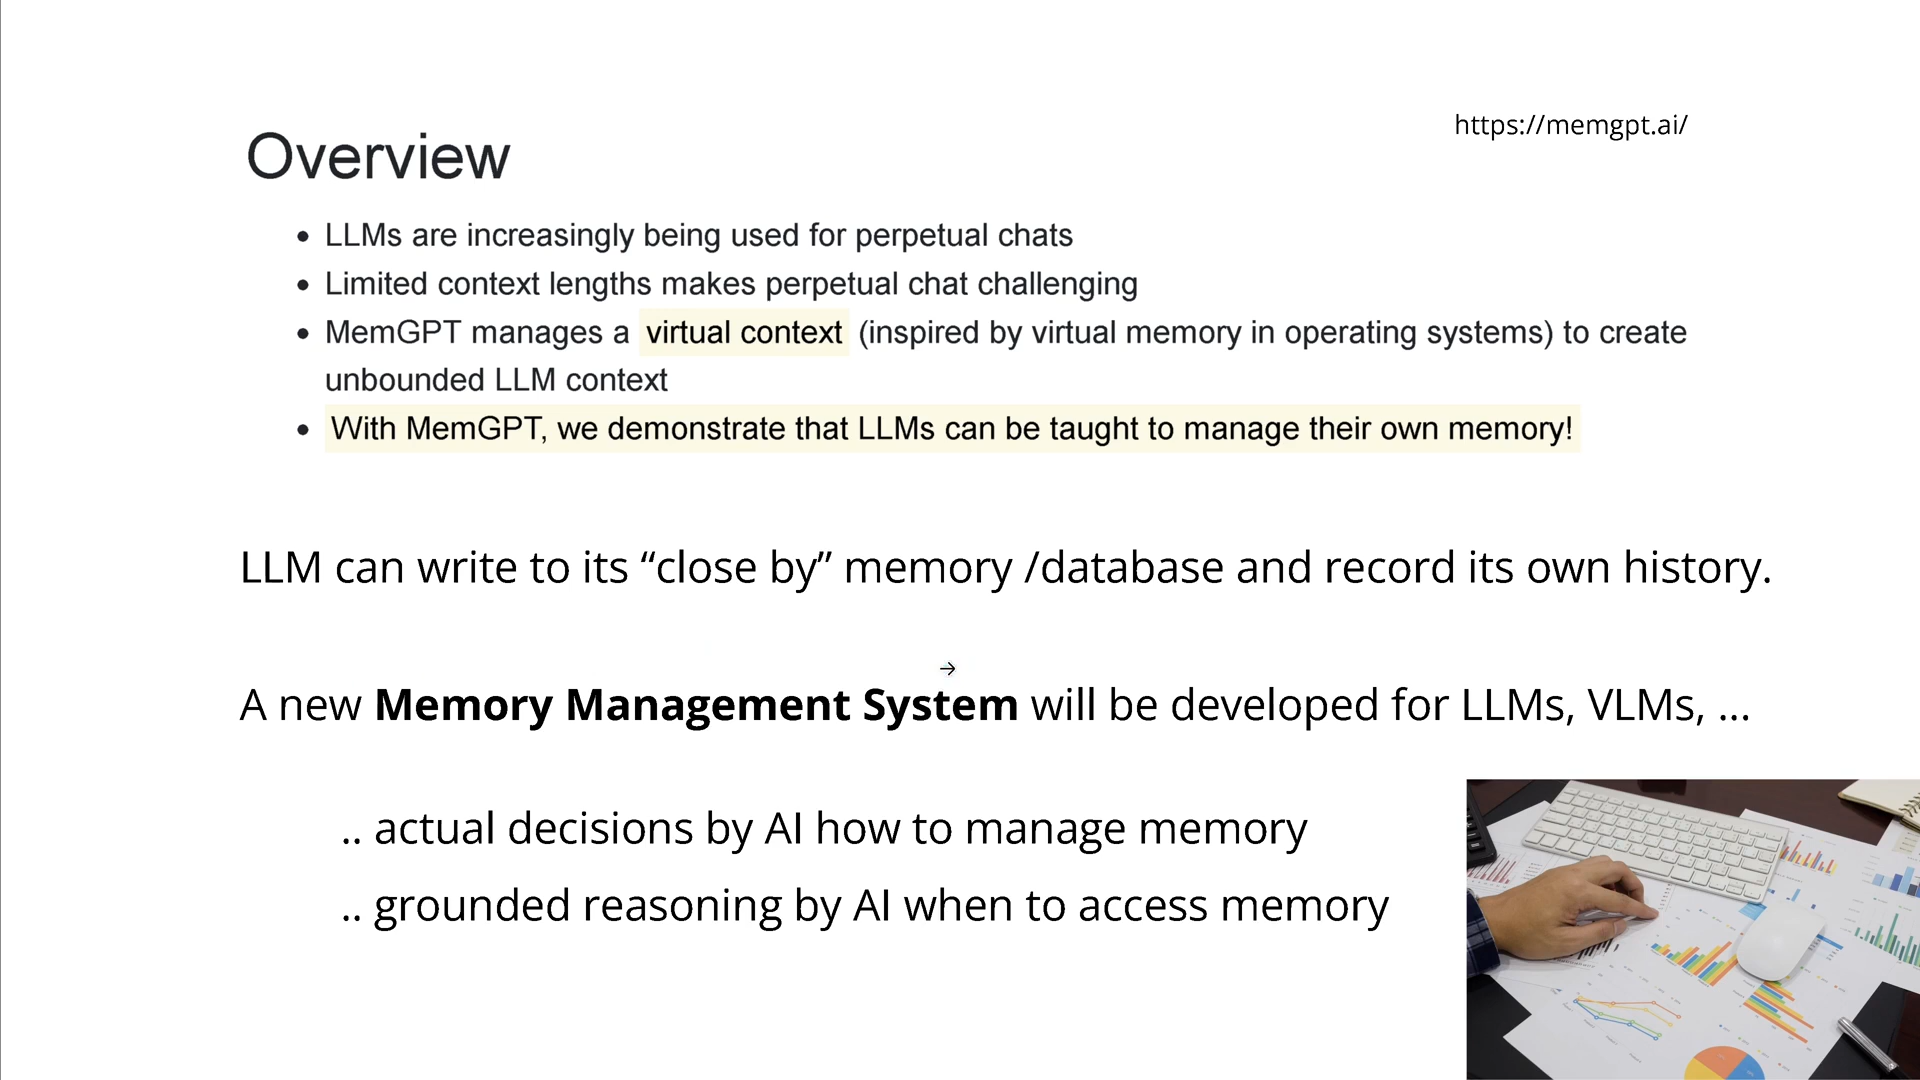 https://memgpt.ai/
Overview
• LLMs are increasingly being used for perpetual chats
• Limited context lengths makes perpetual chat challenging
• MemGPT manages a virtual context (inspired by virtual memory in operating systems) to create
unbounded LLM context
• With MemGPT, we demonstrate that LLMs can be taught to manage their own memory!
LLM can write to its “close by” memory /database and record its own history.
A new Memory Management System will be developed for LLMs, VLMs, ...
.. actual decisions by AI how to manage memory
.. grounded reasoning by AI when to access memory